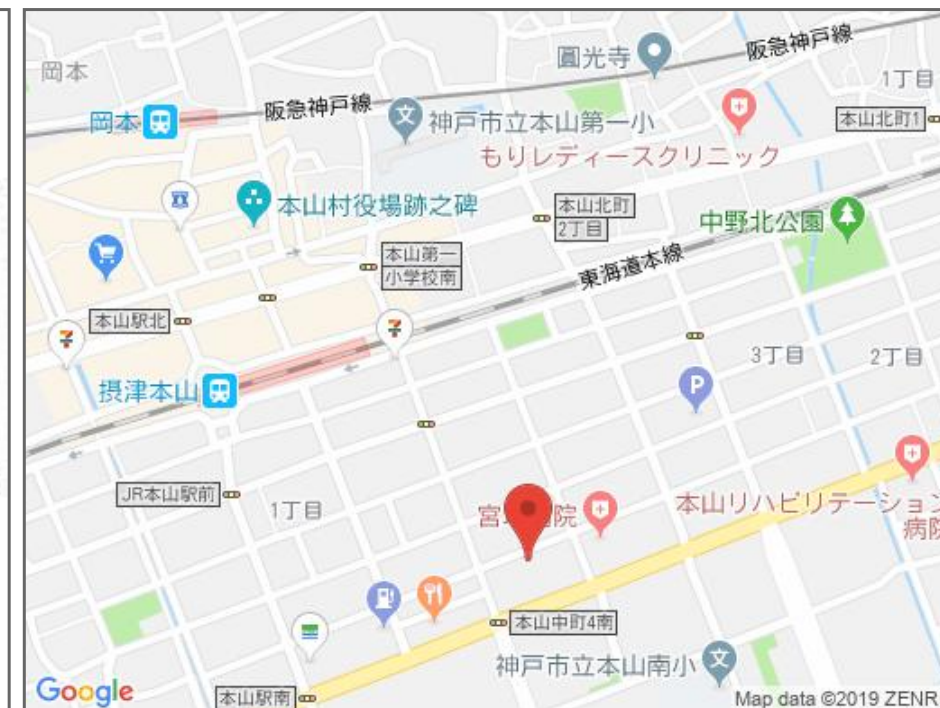 岡本
圓光寺
阪急神戸線
1丁目
岡本
阪急神戸線
神戸市立本山第一小
本山北町1
もりレディースクリニック
本山村役場跡之碑
本山北町
2丁目
中野北公園
本山第一
小学校南
東海道本線
本山駅北
3丁目
2丁目
摂津本山
P
JR本山駅前
1丁目
院
本山リハビリテーション
病院
本山中町4南
神戸市立本山南小
文
文
Google
本山駅南
Map data ©2019 ZENR